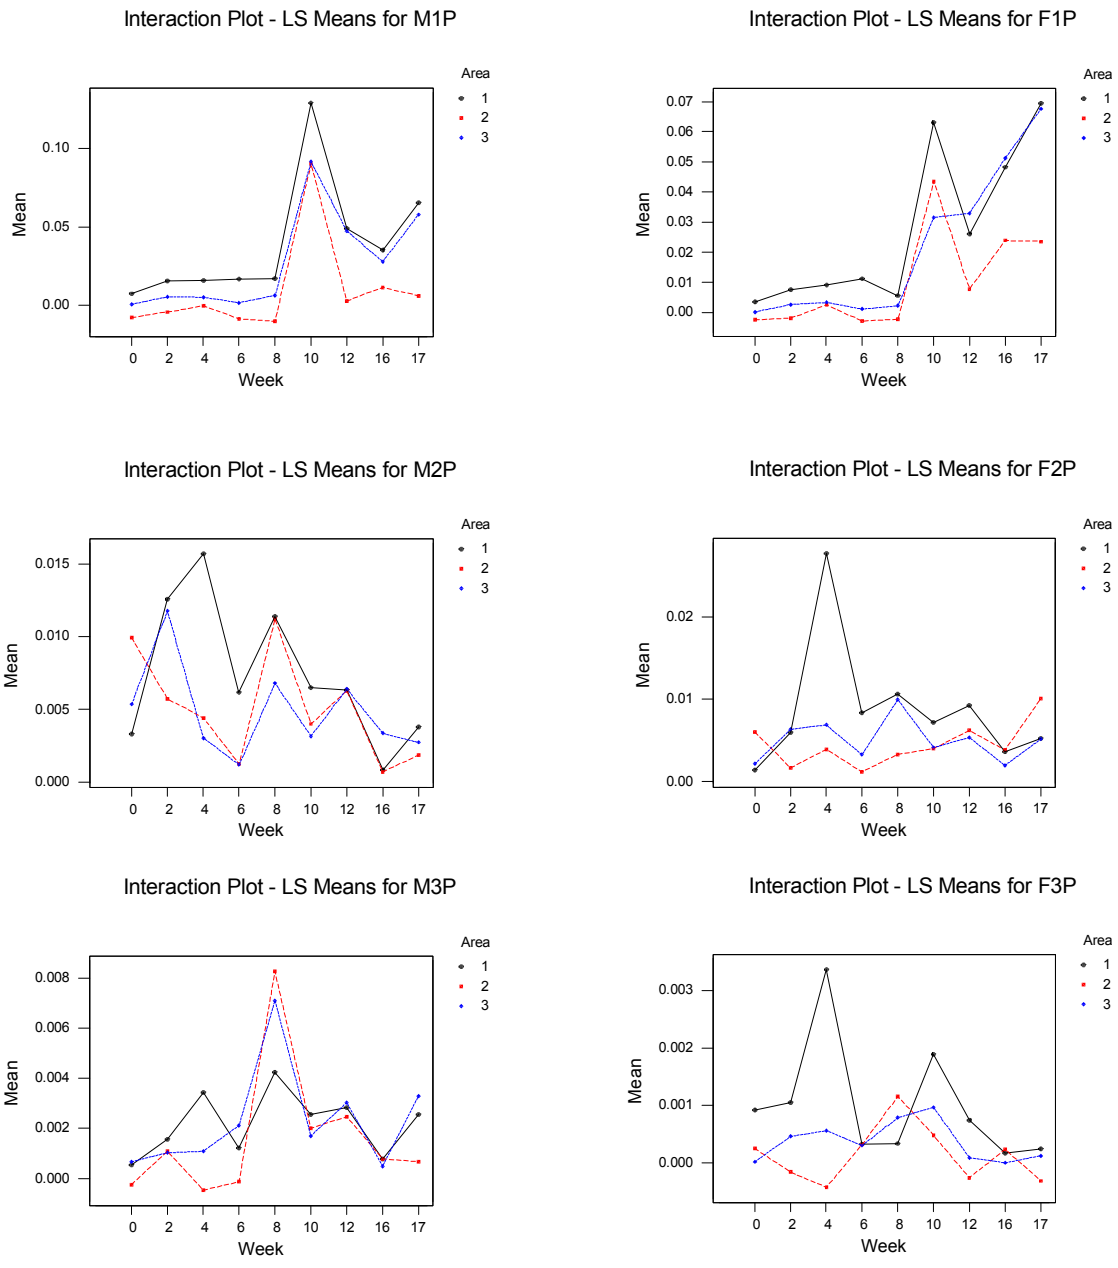 Interaction Plot - LS Means for M1P
Area
1
2
3
0.10
0.05
0.00
Mean
0 2 4 6 8 10 12 16 17
Week
Interaction Plot - LS Means for F1P
Area
1
2
3
0.07
0.06
0.05
0.04
0.03
0.02
0.01
0.00
Mean
0 2 4 6 8 10 12 16 17
Week
Interaction Plot - LS Means for M2P
Area
1
2
3
0.015
0.010
0.005
0.000
Mean
0 2 4 6 8 10 12 16 17
Week
Interaction Plot - LS Means for F2P
Area
1
2
3
0.02
0.01
0.00
Mean
0 2 4 6 8 10 12 16 17
Week
Interaction Plot - LS Means for M3P
Area
1
2
3
0.008
0.006
0.004
0.002
0.000
Mean
0 2 4 6 8 10 12 16 17
Week
Interaction Plot - LS Means for F3P
Area
1
2
3
0.003
0.002
0.001
0.000
Mean
0 2 4 6 8 10 12 16 17
Week